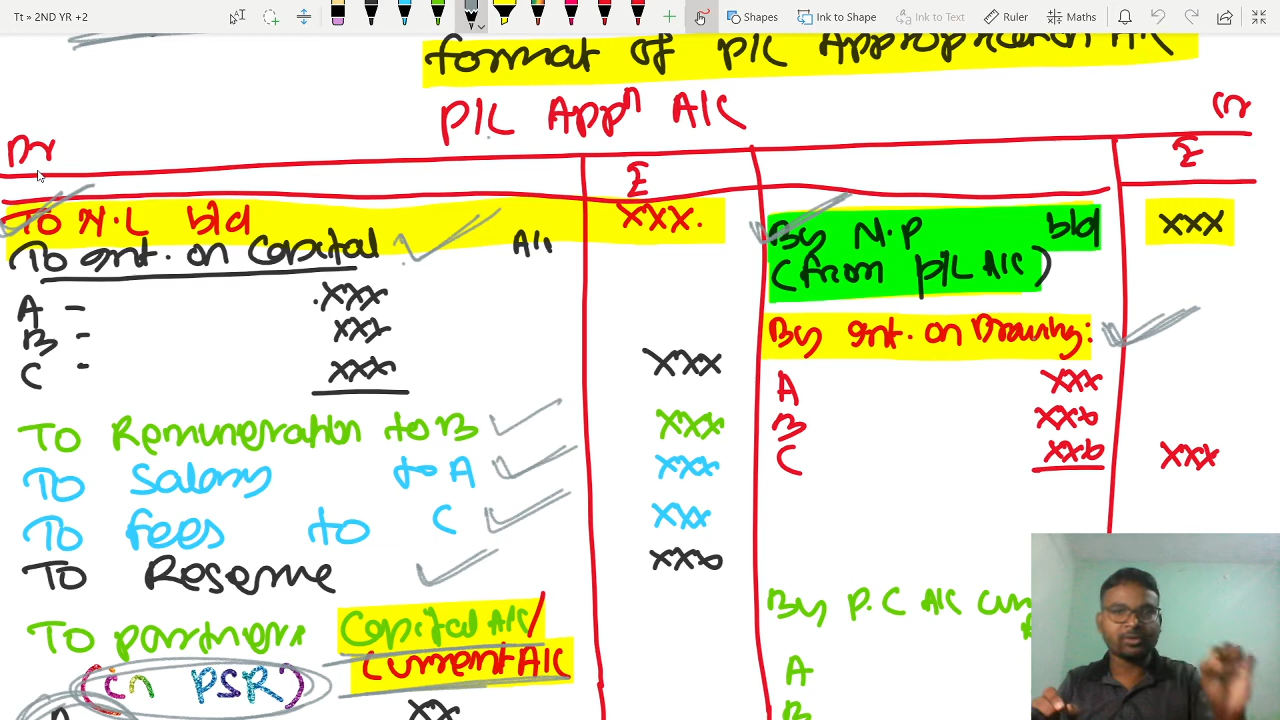 Tt » 2ND YR +2
Shapes
Ink to Shape
Ink to Text
Ruler
Maths
format of P/L Appropriation A/C
P/L Appⁿ A/C
Dr
Cr
To N.L b/d xxx.
To Int. on Capital A/c
A - xxx
B - xxx
C - xxx xxx
To Remuneration to B xxx
To Salary to A xxx
To fees to C xxx
To Reserve xxx
To partners Capital A/C/
Current A/C
(in PSR)
A xx
By N.P b/d xxx
(from P/L A/C)
By Int. on Drawing:
A xxx
B xxx
C xxx xxx
By P.C A/C
A
B